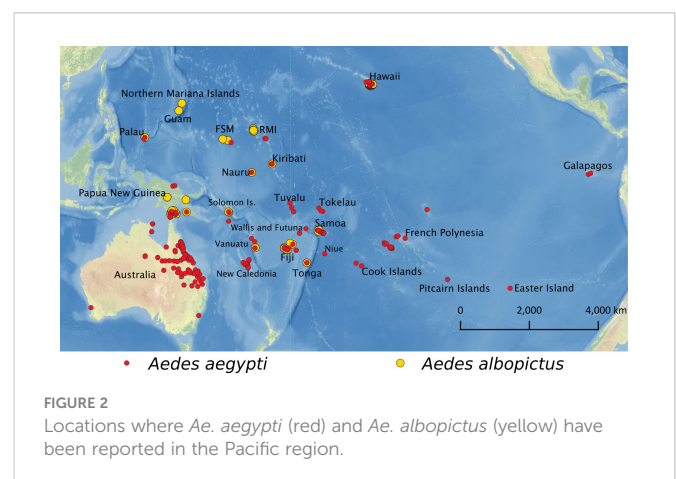 Hawaii
Northern Mariana Islands
Guam
Palau
FSM
RMI
Kiribati
Nauru
Galapagos
Papua New Guinea
Solomon Is.
Tuvalu
Tokelau
Wallis and Futuna
Samoa
French Polynesia
Vanuatu
Fiji
Niue
Australia
New Caledonia
Tonga
Cook Islands
Pitcairn Islands
Easter Island
0 2,000 4,000 km
Aedes aegypti
Aedes albopictus
FIGURE 2
Locations where Ae. aegypti (red) and Ae. albopictus (yellow) have
been reported in the Pacific region.